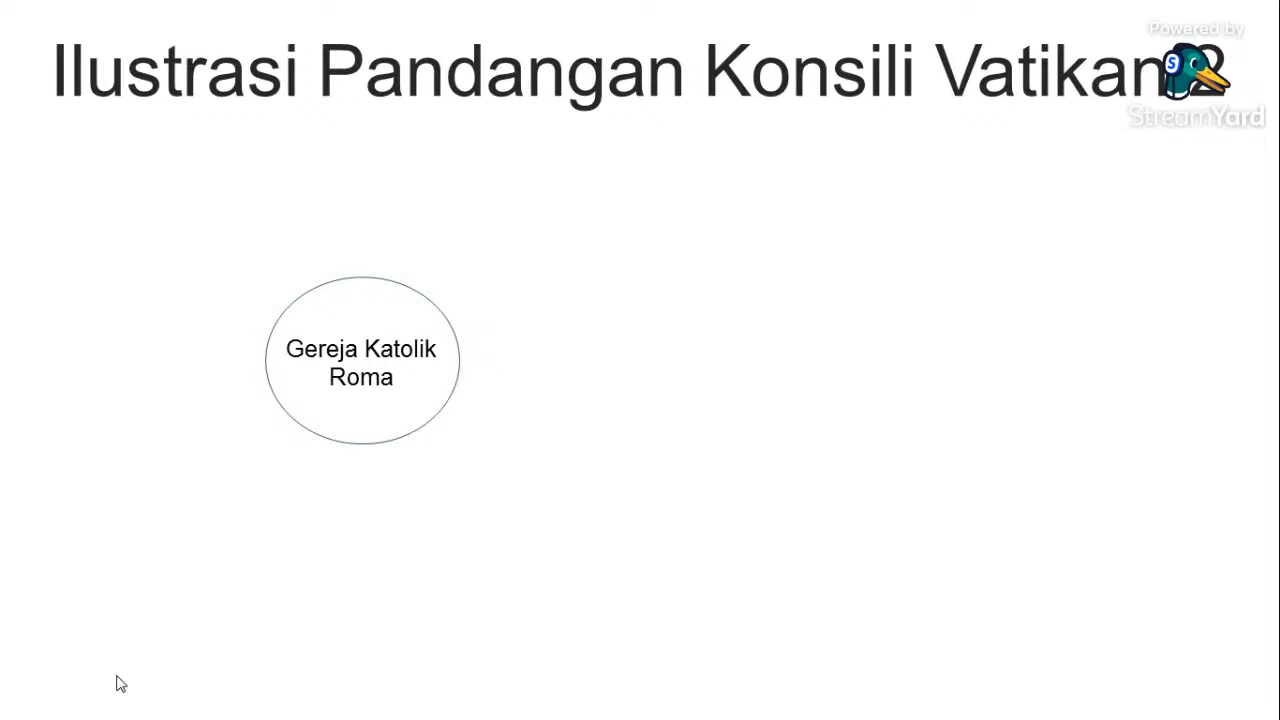 Powered by
Ilustrasi Pandangan Konsili Vatikan 2
StreamYard
Gereja Katolik
Roma